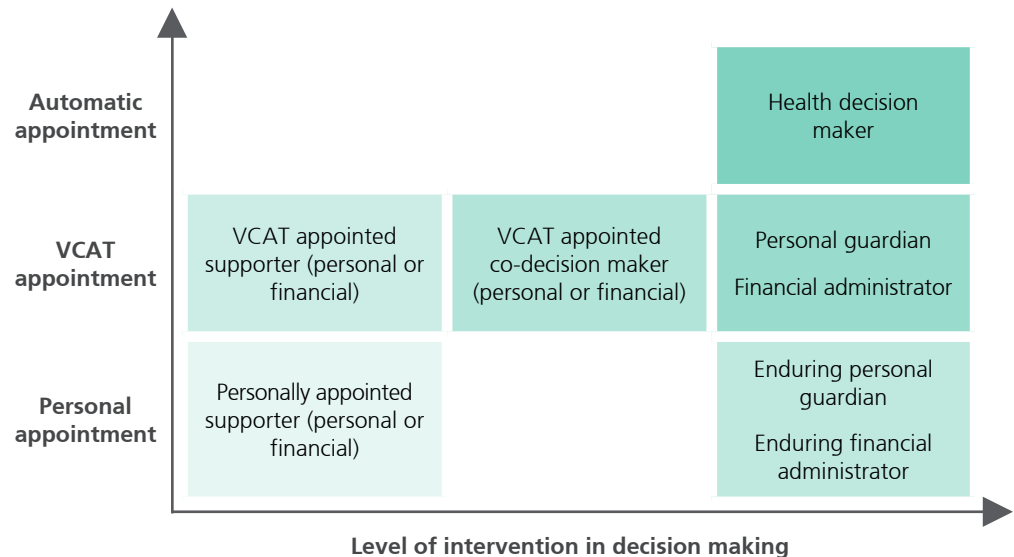 Automatic
appointment
Health decision
maker
VCAT
appointment
VCAT appointed
supporter (personal or
financial)
VCAT appointed
co-decision maker
(personal or financial)
Personal guardian
Financial administrator
Personal
appointment
Personally appointed
supporter (personal or
financial)
Enduring personal
guardian
Enduring financial
administrator
Level of intervention in decision making